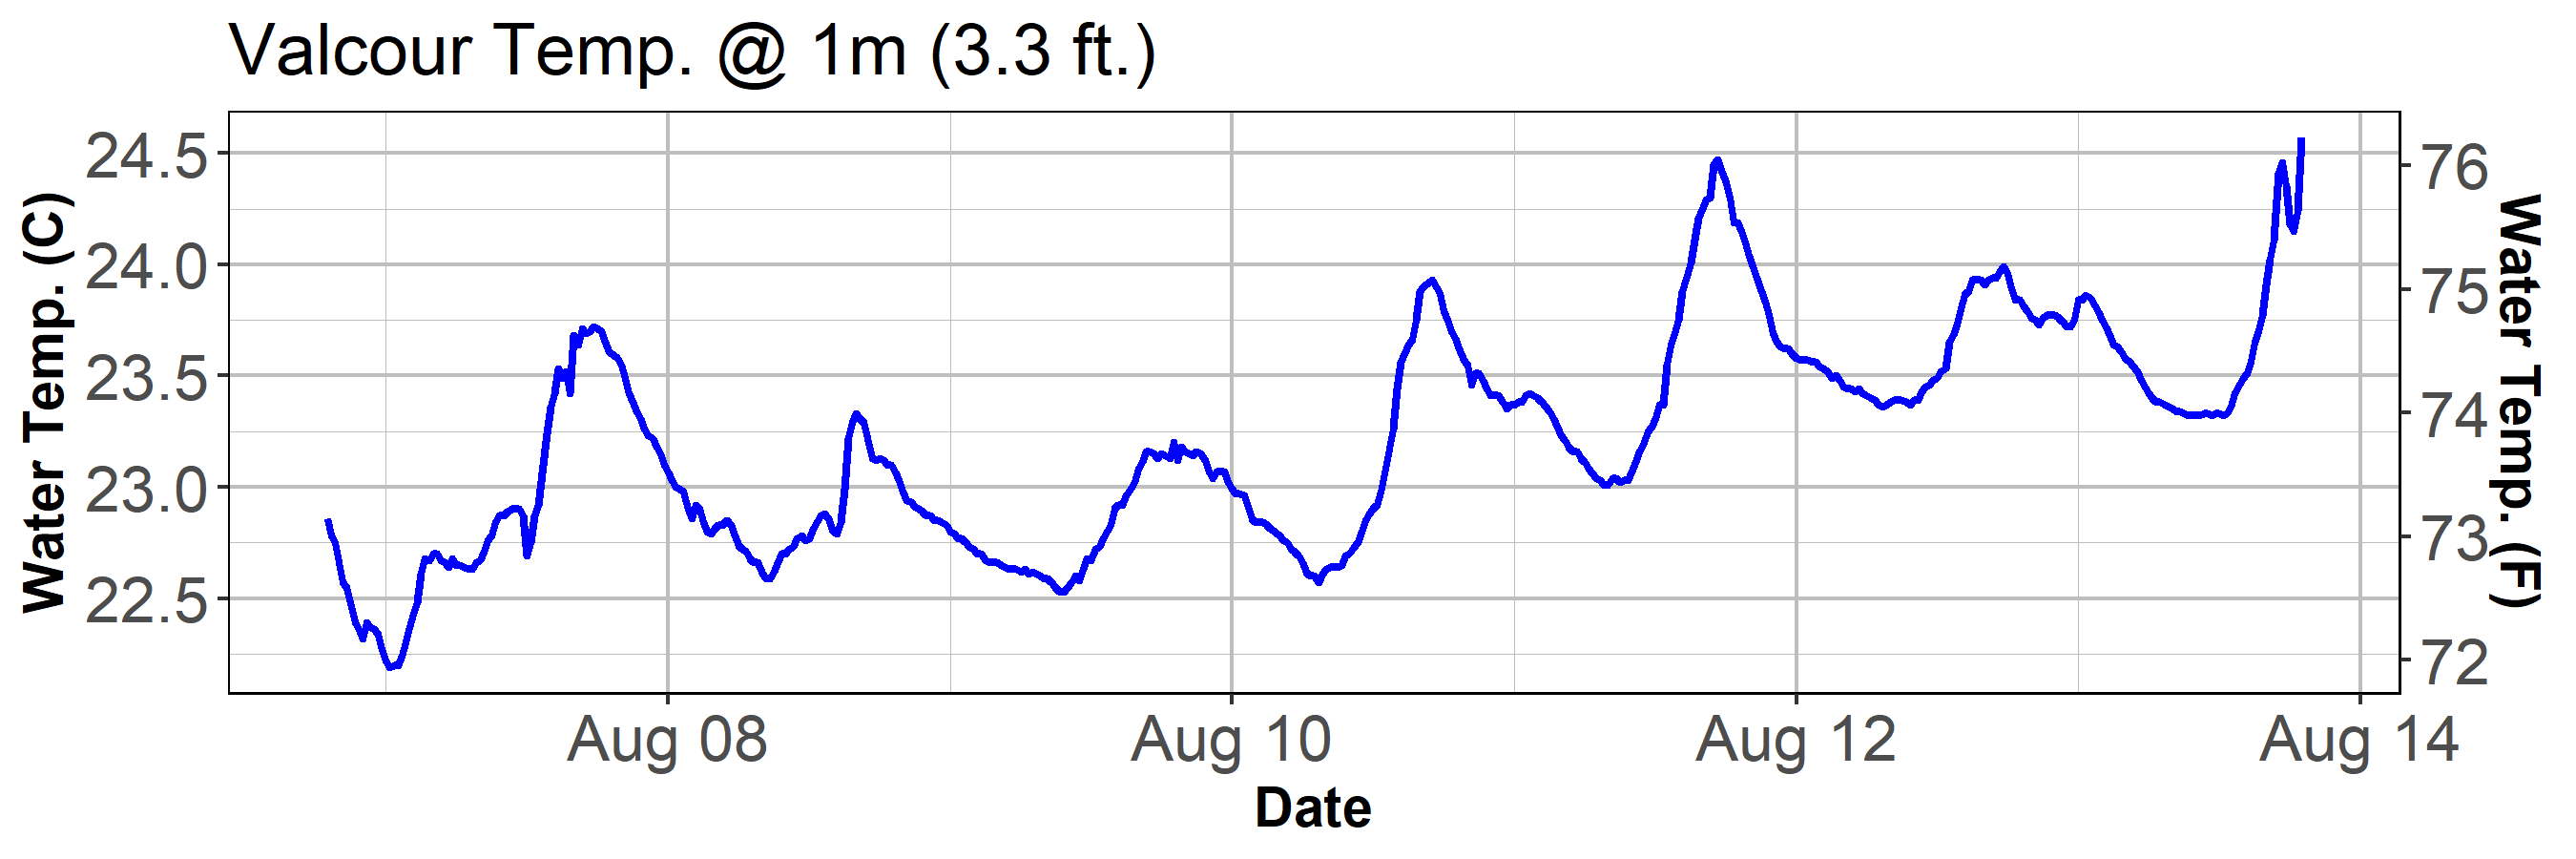 Valcour Temp. @ 1m (3.3 ft.)
Water Temp. (C)
24.5
24.0
23.5
23.0
22.5
76
75
74
73
72
Water Temp. (F)
Aug 08 Aug 10 Aug 12 Aug 14
Date